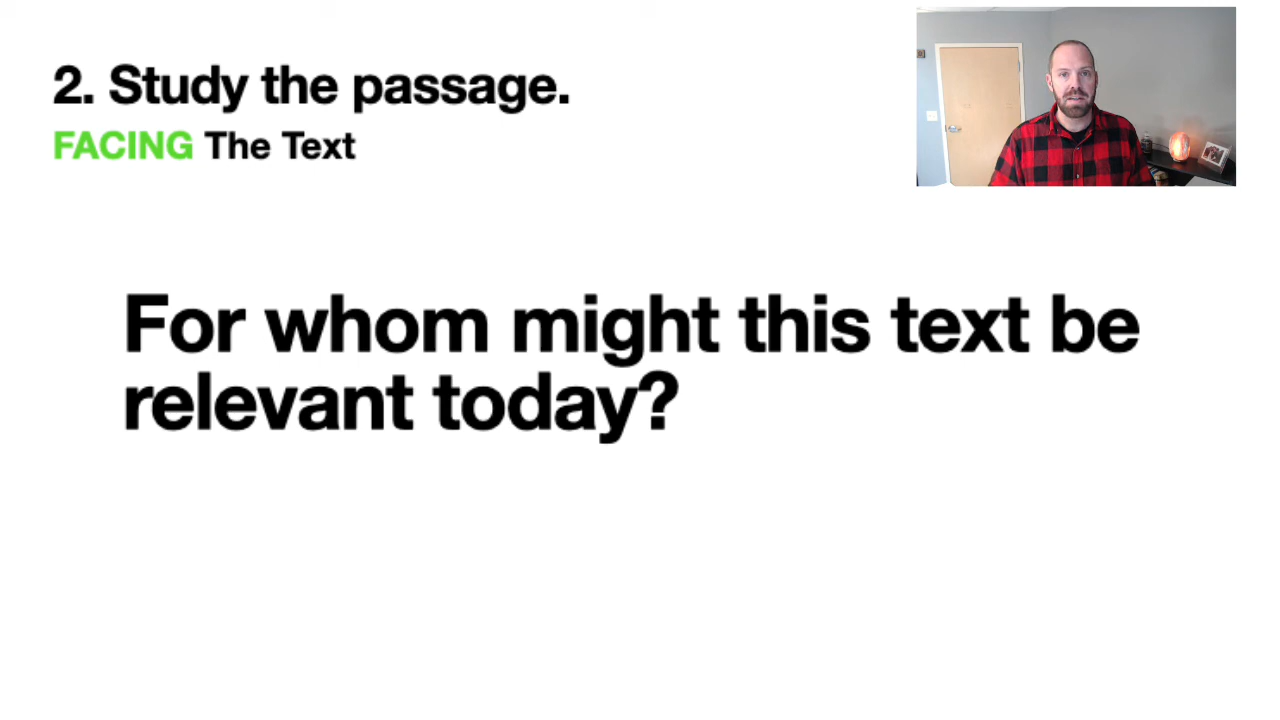 2. Study the passage.
FACING The Text
For whom might this text be
relevant today?